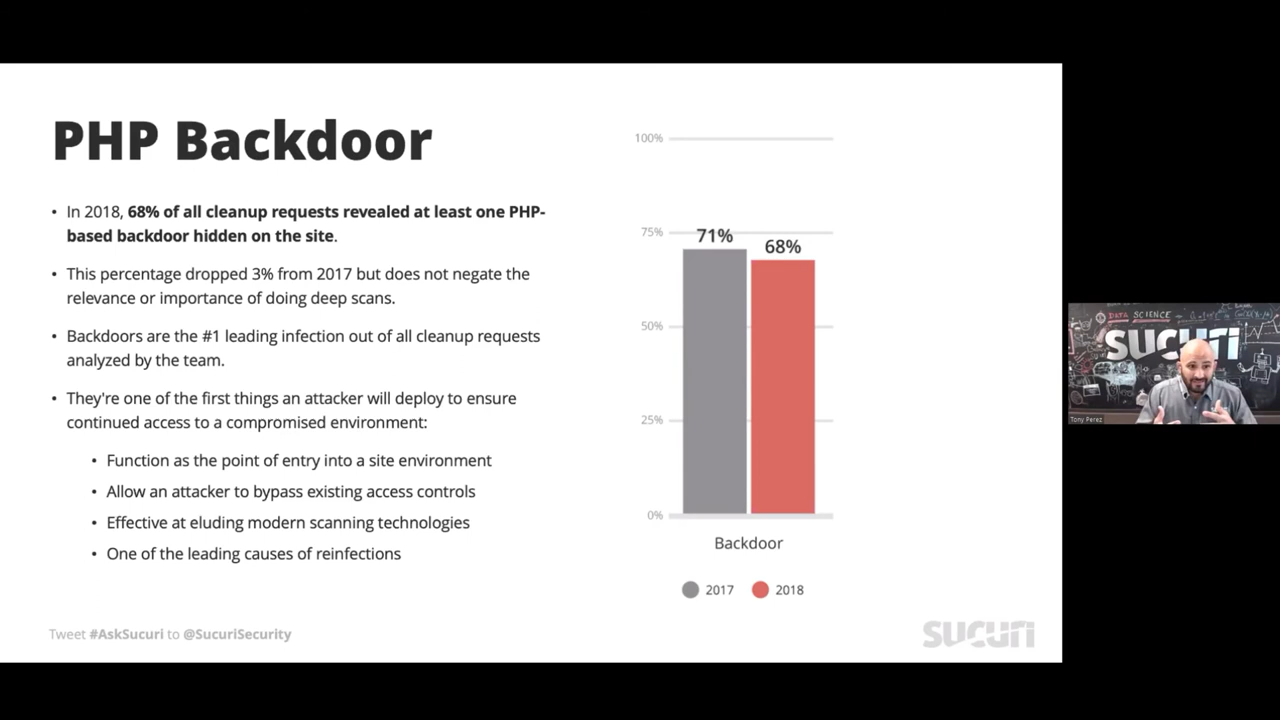 PHP Backdoor
• In 2018, 68% of all cleanup requests revealed at least one PHP-
based backdoor hidden on the site.
• This percentage dropped 3% from 2017 but does not negate the
relevance or importance of doing deep scans.
• Backdoors are the #1 leading infection out of all cleanup requests
analyzed by the team.
• They're one of the first things an attacker will deploy to ensure
continued access to a compromised environment:
• Function as the point of entry into a site environment
• Allow an attacker to bypass existing access controls
• Effective at eluding modern scanning technologies
• One of the leading causes of reinfections
100%
75%
71%
68%
50%
25%
0%
Backdoor
2017 2018
Tweet #AskSucuri to @SucuriSecurity
sucuri
DATA SCIENCE
sucuri
Tony Perez